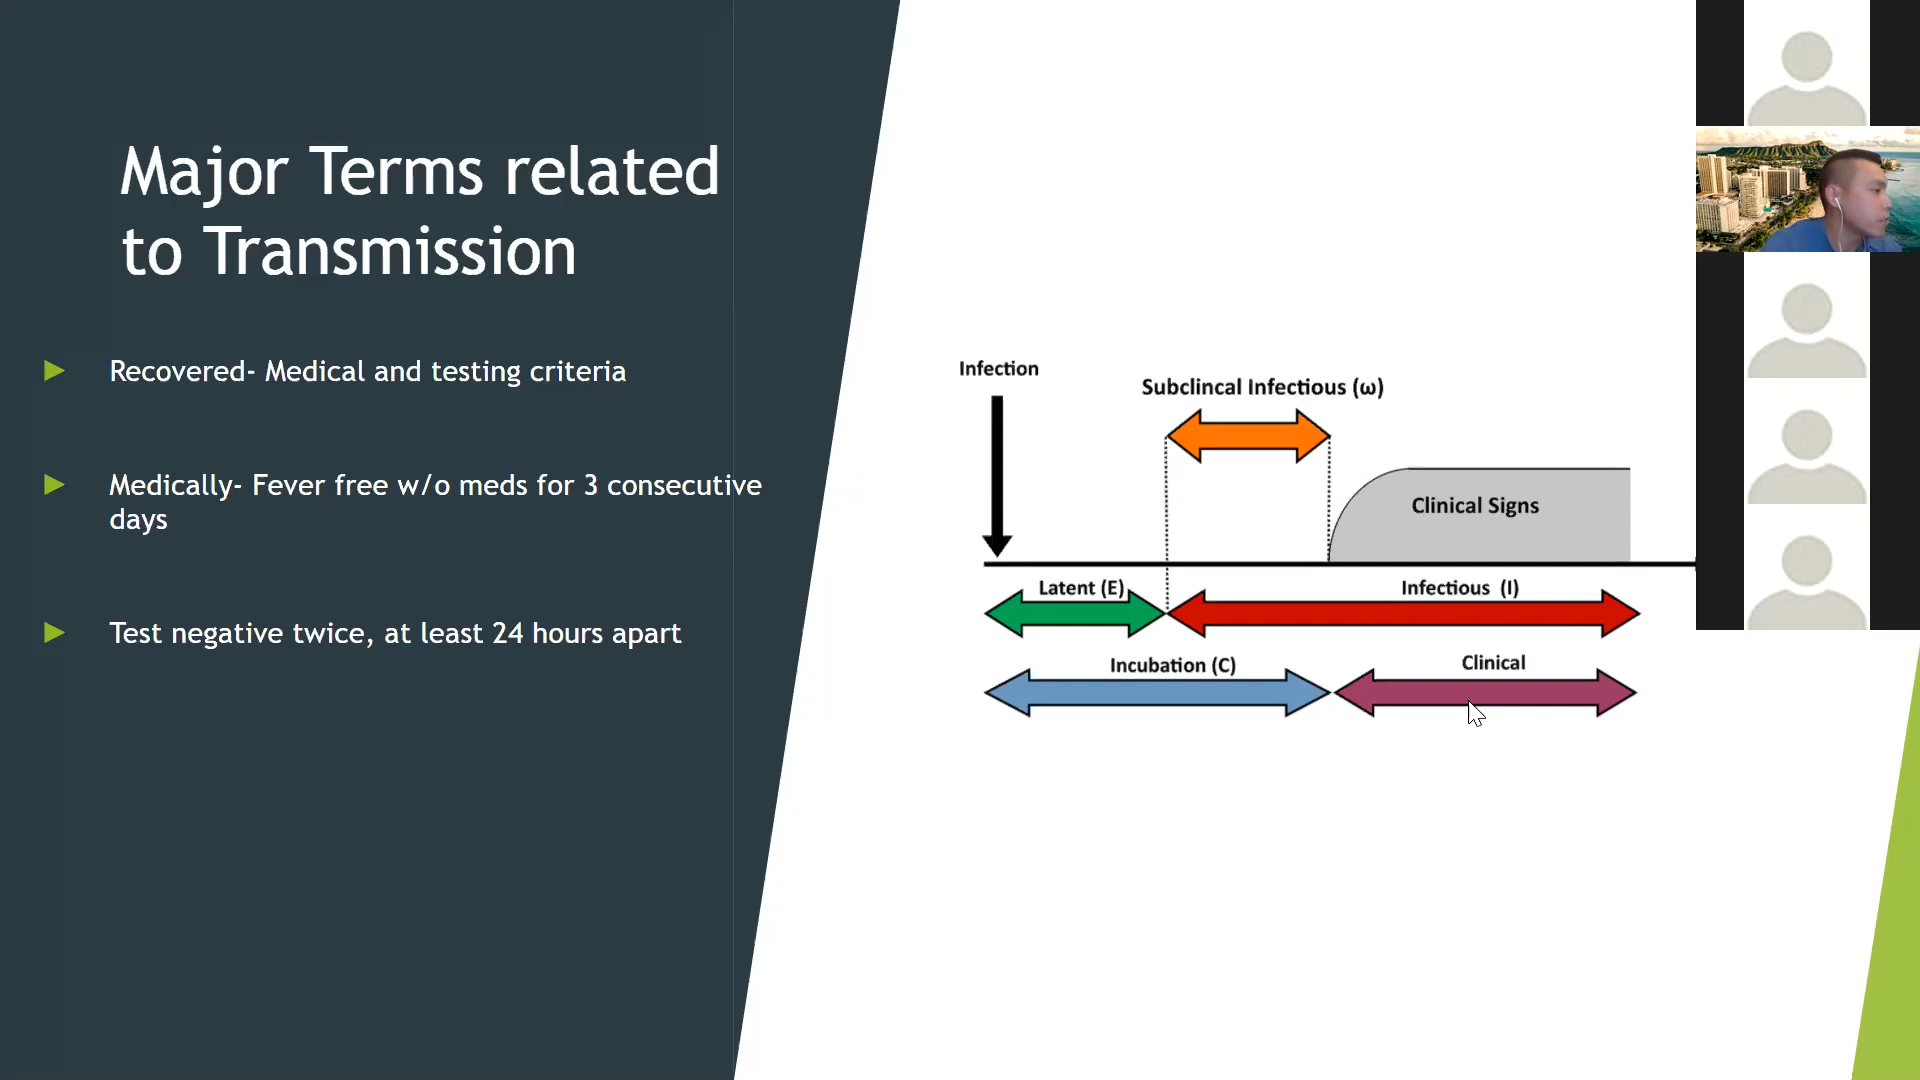 Major Terms related
to Transmission
Recovered- Medical and testing criteria
Medically- Fever free w/o meds for 3 consecutive
days
Test negative twice, at least 24 hours apart
Infection
Subclincal Infectious (ω)
Clinical Signs
Latent (E)
Infectious (I)
Incubation (C)
Clinical